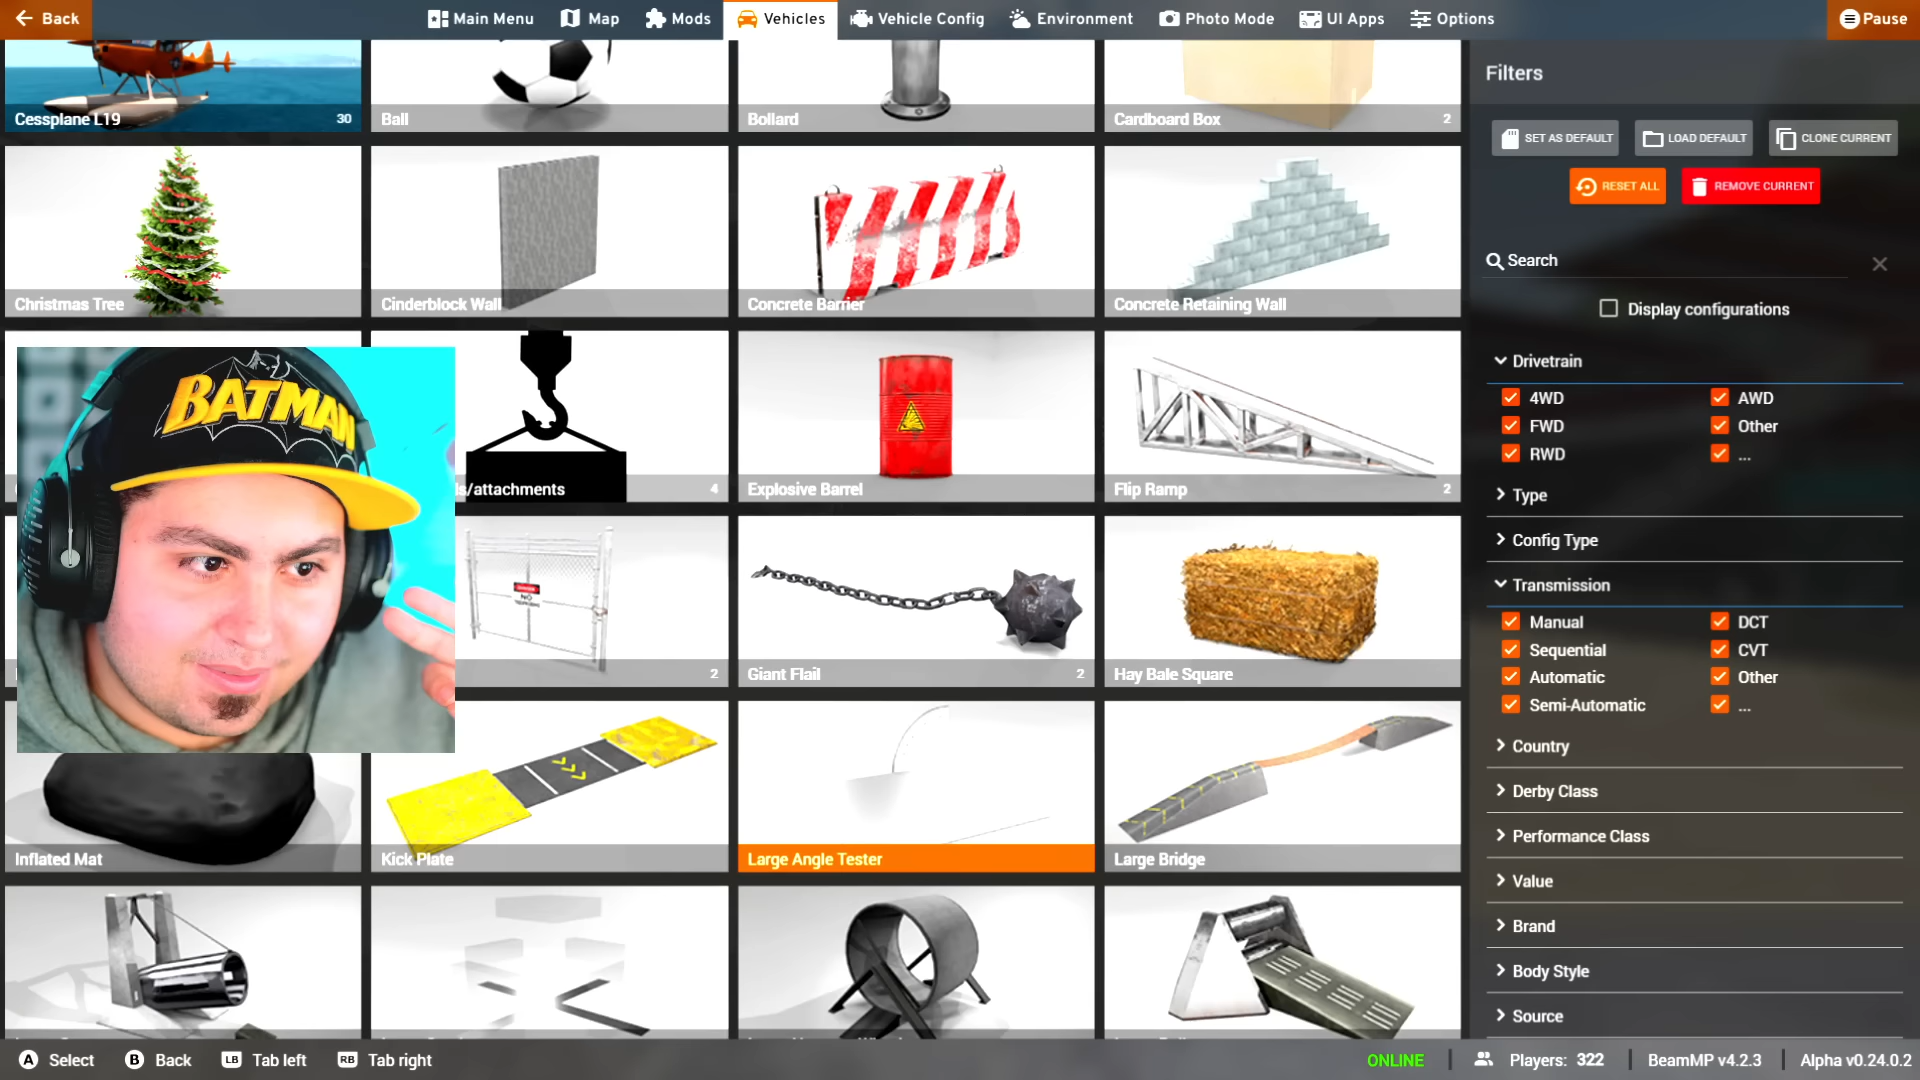 Back
Main Menu
Map
Mods
Vehicles
Vehicle Config
Environment
Photo Mode
UI Apps
Options
Pause
Cessplane L19
30
Ball
Bollard
Cardboard Box
2
Christmas Tree
Cinderblock Wall
Concrete Barrier
Concrete Retaining Wall
s/attachments
4
Explosive Barrel
Flip Ramp
2
DANGER
NO
2
Giant Flail
2
Hay Bale Square
BATMAN
Inflated Mat
Kick Plate
Large Angle Tester
Large Bridge
Filters
SET AS DEFAULT
LOAD DEFAULT
CLONE CURRENT
RESET ALL
REMOVE CURRENT
Search
Display configurations
Drivetrain
4WD
AWD
FWD
Other
RWD
...
Type
Config Type
Transmission
Manual
DCT
Sequential
CVT
Automatic
Other
Semi-Automatic
...
Country
Derby Class
Performance Class
Value
Brand
Body Style
Source
A Select
B Back
LB Tab left
RB Tab right
ONLINE
Players: 322
BeamMP v4.2.3
Alpha v0.24.0.2